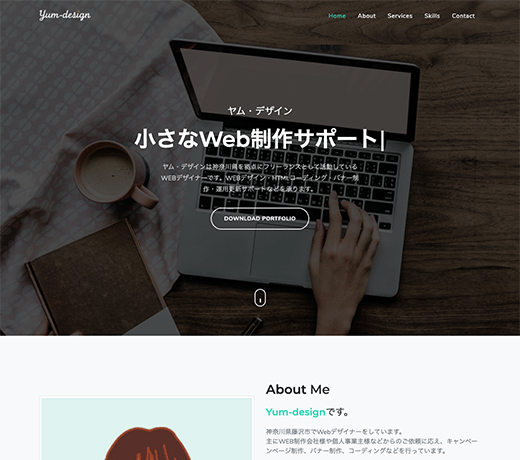 Yum-design
Home About Services Skills Contact
ヤム・デザイン
小さなWeb制作サポート|
ヤム・デザインは神奈川県を拠点にフリーランスとして活動している
WEBデザイナーです。WEBデザイン・HTMLコーディング・バナー制
作・運用更新サポートなどを承ります。
DOWNLOAD PORTFOLIO
About Me
Yum-designです。
神奈川県藤沢市でWebデザイナーをしています。
主にWEB制作会社様や個人事業主様などからのご依頼に応え、キャンペー
ンページ制作、バナー制作、コーディングなどを行っています。